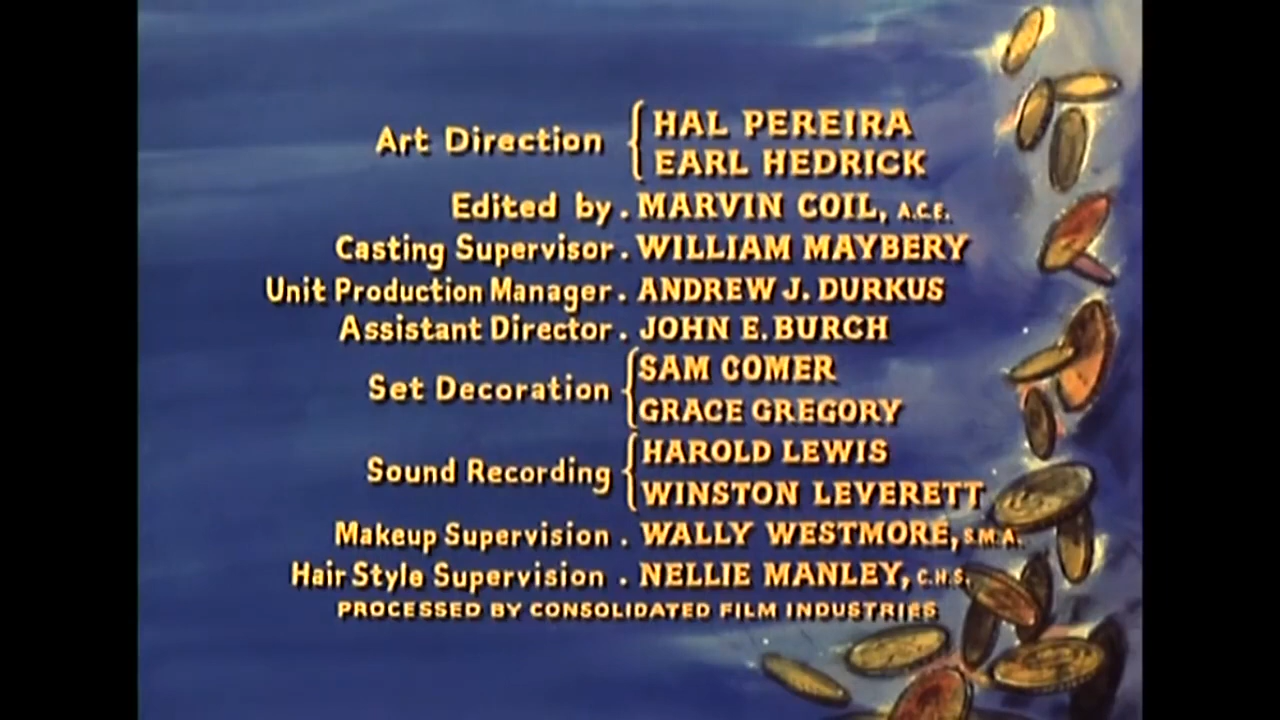 Art Direction { HAL PEREIRA
EARL HEDRICK
Edited by . MARVIN COIL, A.C.E.
Casting Supervisor . WILLIAM MAYBERY
Unit Production Manager . ANDREW J. DURKUS
Assistant Director . JOHN E. BURCH
Set Decoration { SAM COMER
GRACE GREGORY
Sound Recording { HAROLD LEWIS
WINSTON LEVERETT
Makeup Supervision . WALLY WESTMORE, S.M.A.
Hair Style Supervision . NELLIE MANLEY, C.H.S.
PROCESSED BY CONSOLIDATED FILM INDUSTRIES